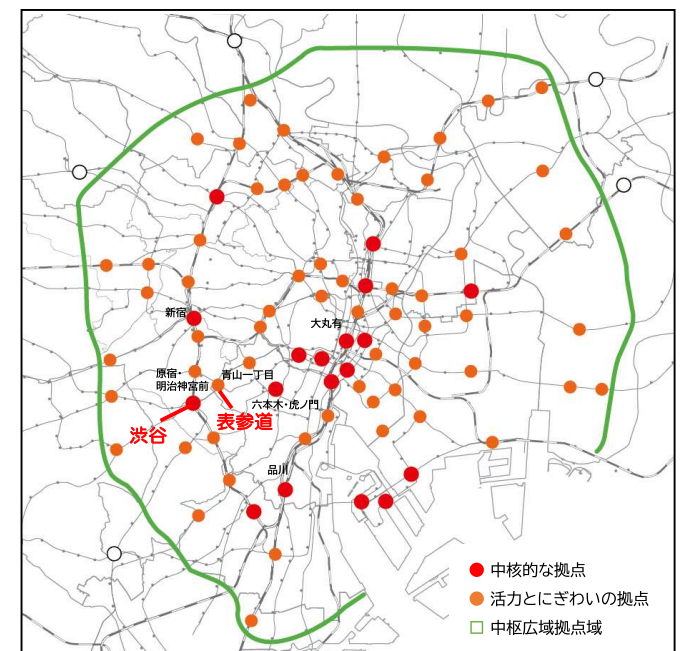 新宿
大丸有
原宿・
明治神宮前
青山一丁目
六本木・虎ノ門
表参道
渋谷
品川
中核的な拠点
活力とにぎわいの拠点
中枢広域拠点域